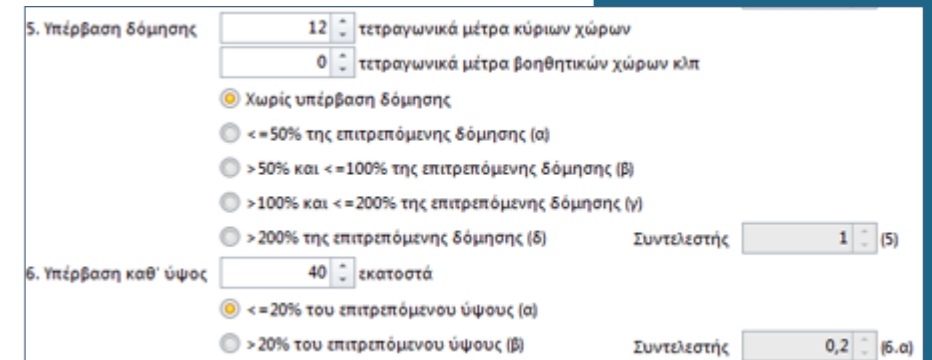 5. Υπέρβαση δόμησης 12 τετραγωνικά μέτρα κύριων χώρων
0 τετραγωνικά μέτρα βοηθητικών χώρων κλπ
Χωρίς υπέρβαση δόμησης
<=50% της επιτρεπόμενης δόμησης (α)
>50% και <=100% της επιτρεπόμενης δόμησης (β)
>100% και <=200% της επιτρεπόμενης δόμησης (γ)
>200% της επιτρεπόμενης δόμησης (δ) Συντελεστής 1 (5)
6. Υπέρβαση καθ' ύψος 40 εκατοστά
<=20% του επιτρεπόμενου ύψους (α)
>20% του επιτρεπόμενου ύψους (β) Συντελεστής 0,2 (6.α)